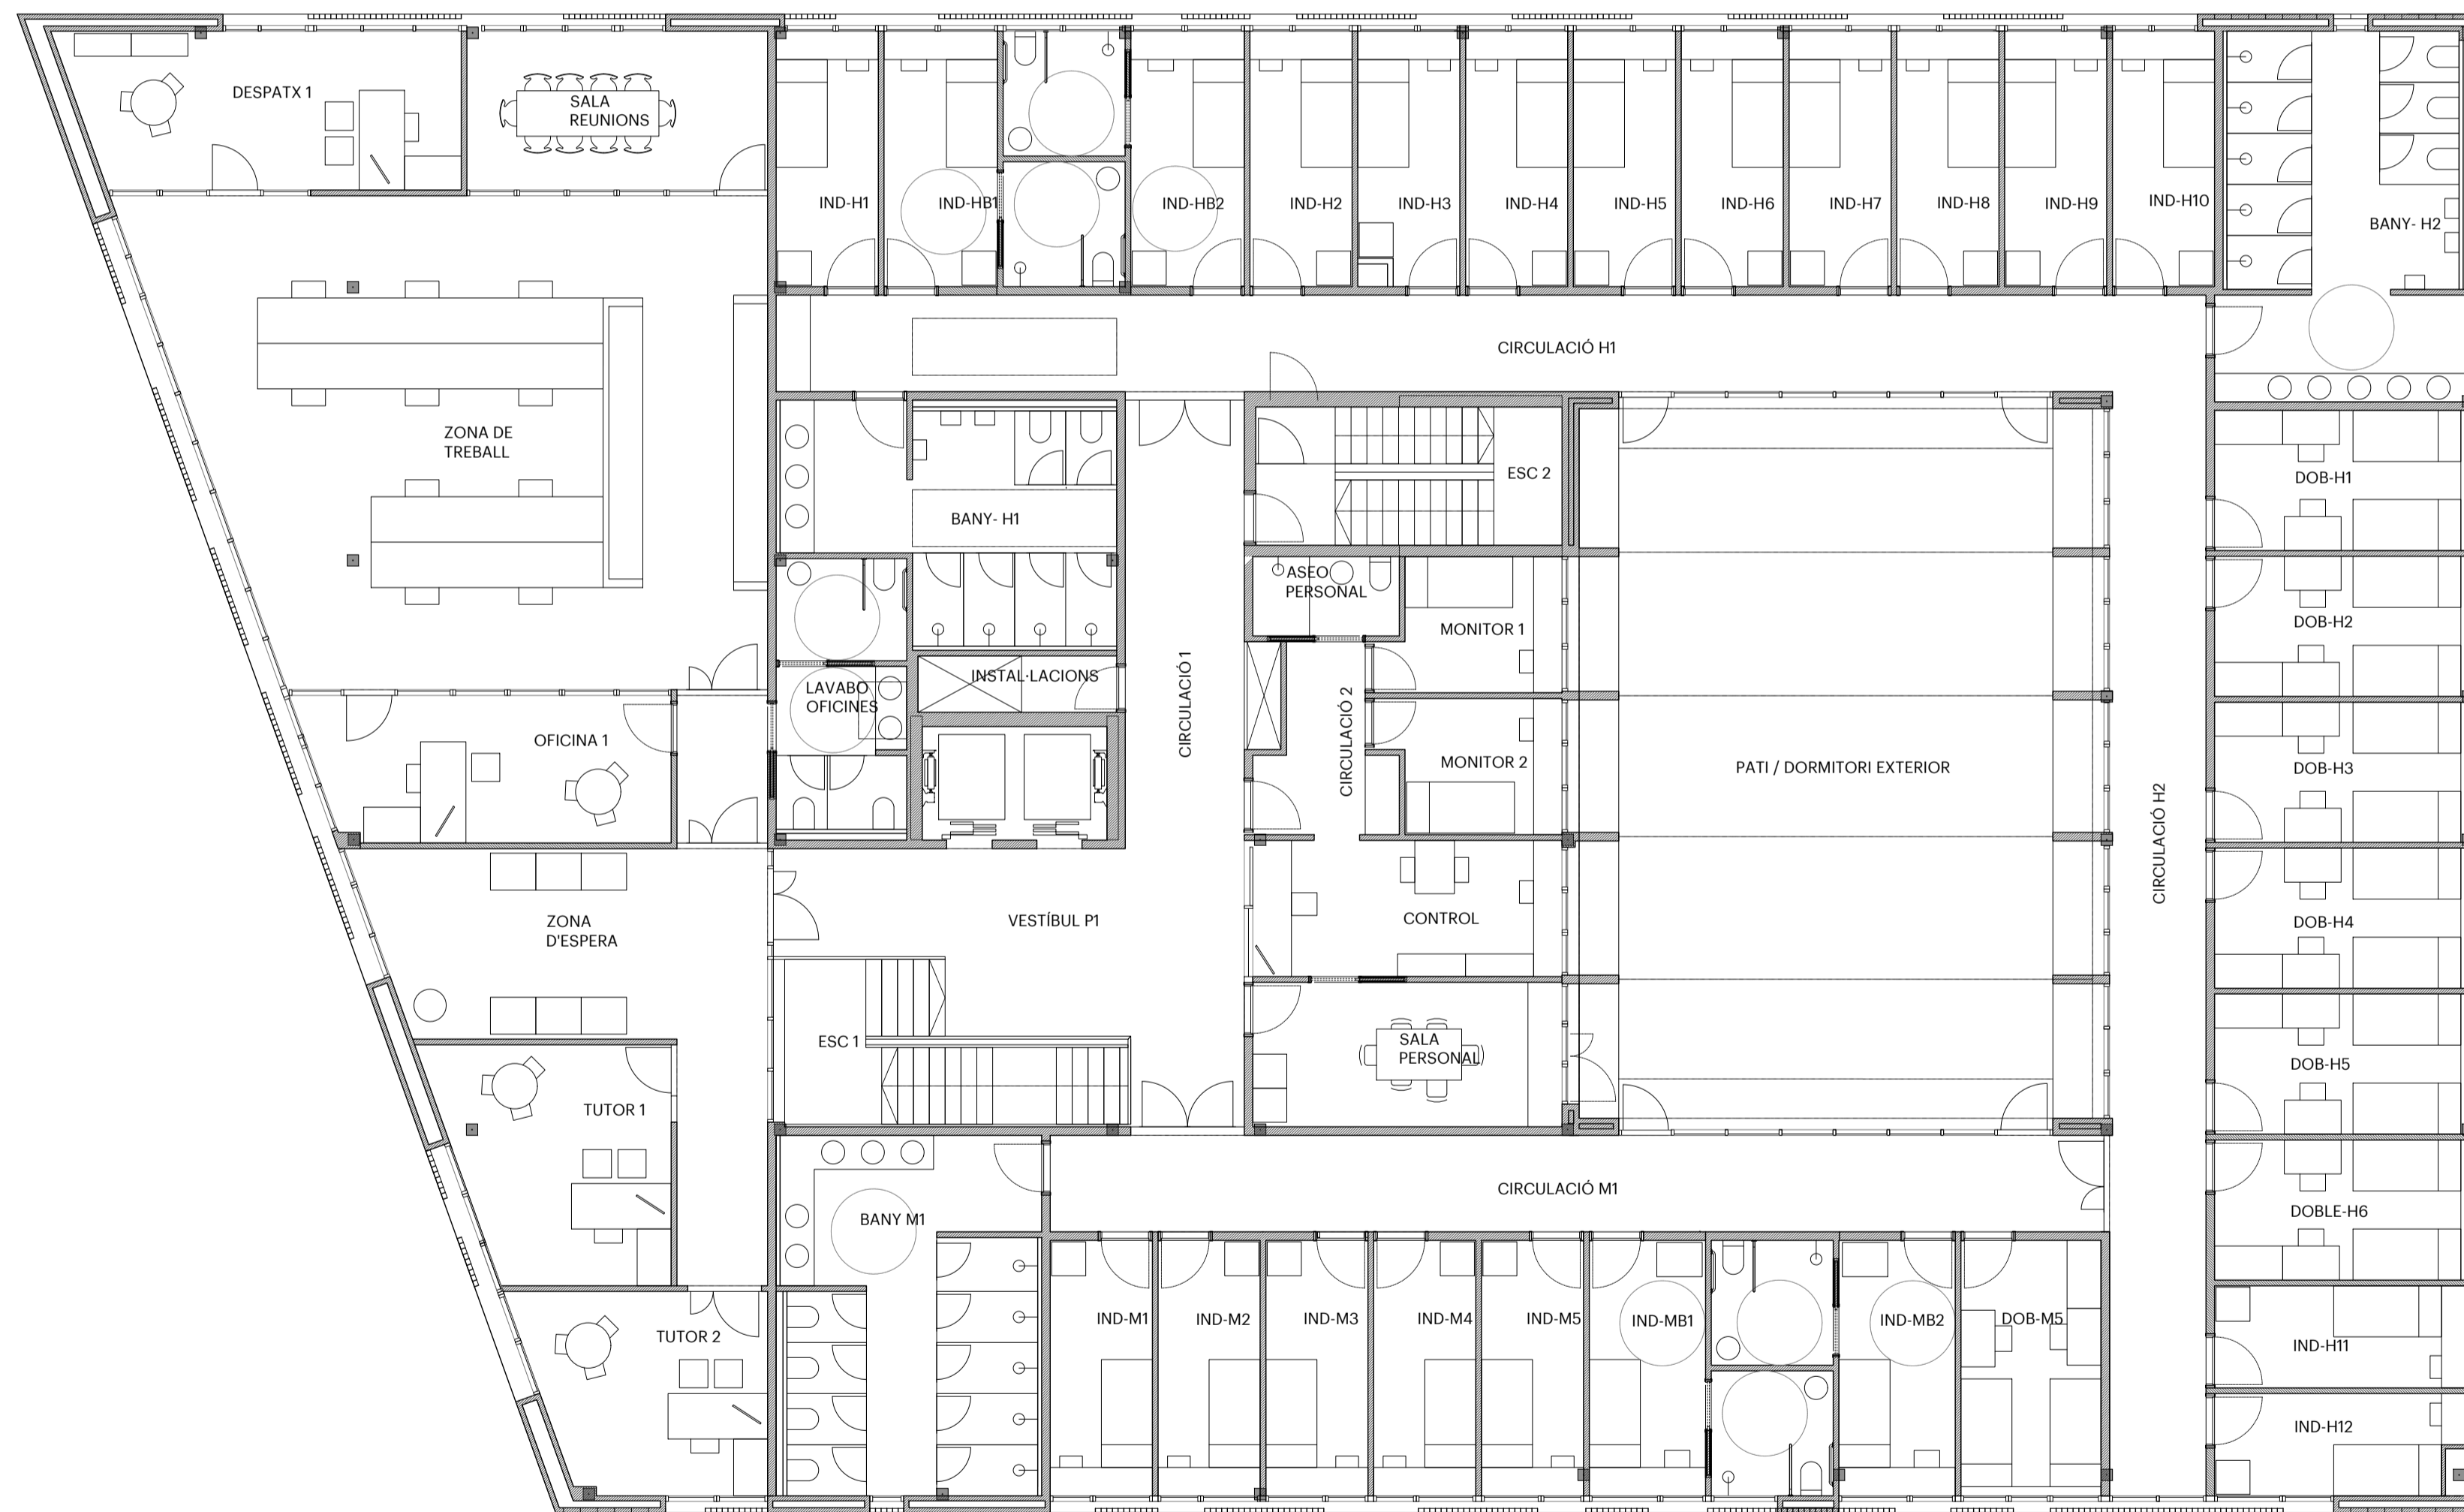 DESPATX 1
SALA
REUNIONS
IND-H1
IND-HB1
IND-HB2
IND-H2
IND-H3
IND-H4
IND-H5
IND-H6
IND-H7
IND-H8
IND-H9
IND-H10
BANY- H2
CIRCULACIÓ H1
ZONA DE
TREBALL
BANY- H1
ESC 2
DOB-H1
ASEO
PERSONAL
MONITOR 1
DOB-H2
CIRCULACIÓ 1
INSTAL·LACIONS
LAVABO
OFICINES
CIRCULACIÓ 2
OFICINA 1
MONITOR 2
PATI / DORMITORI EXTERIOR
DOB-H3
CIRCULACIÓ H2
ZONA
D'ESPERA
VESTÍBUL P1
CONTROL
DOB-H4
ESC 1
SALA
PERSONAL
DOB-H5
TUTOR 1
CIRCULACIÓ M1
BANY M1
DOBLE-H6
TUTOR 2
IND-M1
IND-M2
IND-M3
IND-M4
IND-M5
IND-MB1
IND-MB2
DOB-M5
IND-H11
IND-H12